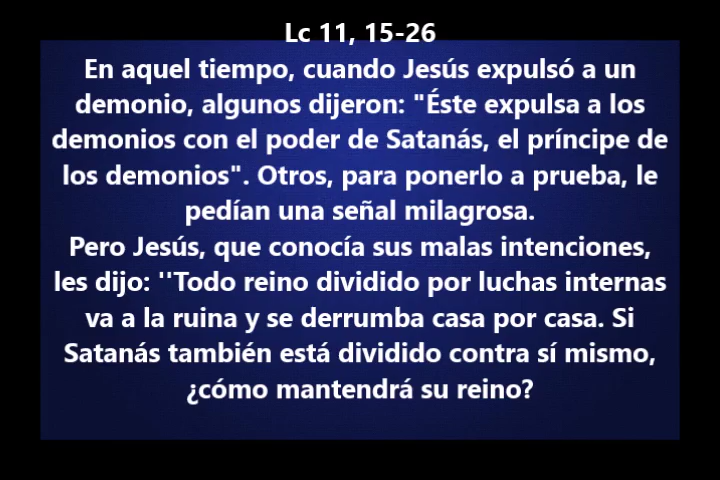 Lc 11, 15-26
En aquel tiempo, cuando Jesús expulsó a un
demonio, algunos dijeron: "Éste expulsa a los
demonios con el poder de Satanás, el príncipe de
los demonios". Otros, para ponerlo a prueba, le
pedían una señal milagrosa.
Pero Jesús, que conocía sus malas intenciones,
les dijo: ''Todo reino dividido por luchas internas
va a la ruina y se derrumba casa por casa. Si
Satanás también está dividido contra sí mismo,
¿cómo mantendrá su reino?